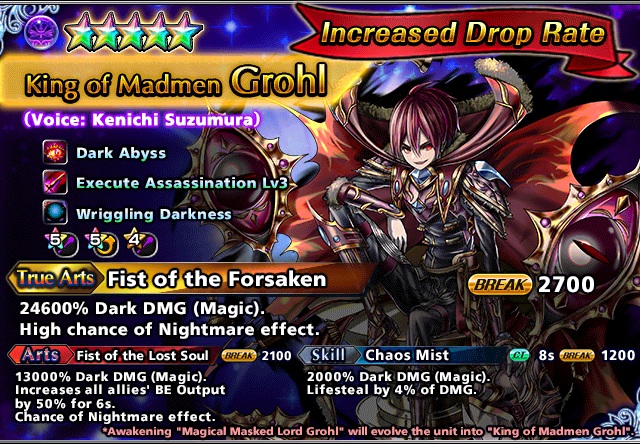 Increased Drop Rate
King of Madmen Grohl
(Voice: Kenichi Suzumura)
Dark Abyss
Execute Assassination Lv3
Wriggling Darkness
5 5 4
True Arts Fist of the Forsaken BREAK 2700
24600% Dark DMG (Magic).
High chance of Nightmare effect.
Arts Fist of the Lost Soul BREAK 2100
13000% Dark DMG (Magic).
Increases all allies' BE Output
by 50% for 6s.
Chance of Nightmare effect.
Skill Chaos Mist CT 8s BREAK 1200
2000% Dark DMG (Magic).
Lifesteal by 4% of DMG.
*Awakening "Magical Masked Lord Grohl" will evolve the unit into "King of Madmen Grohl".